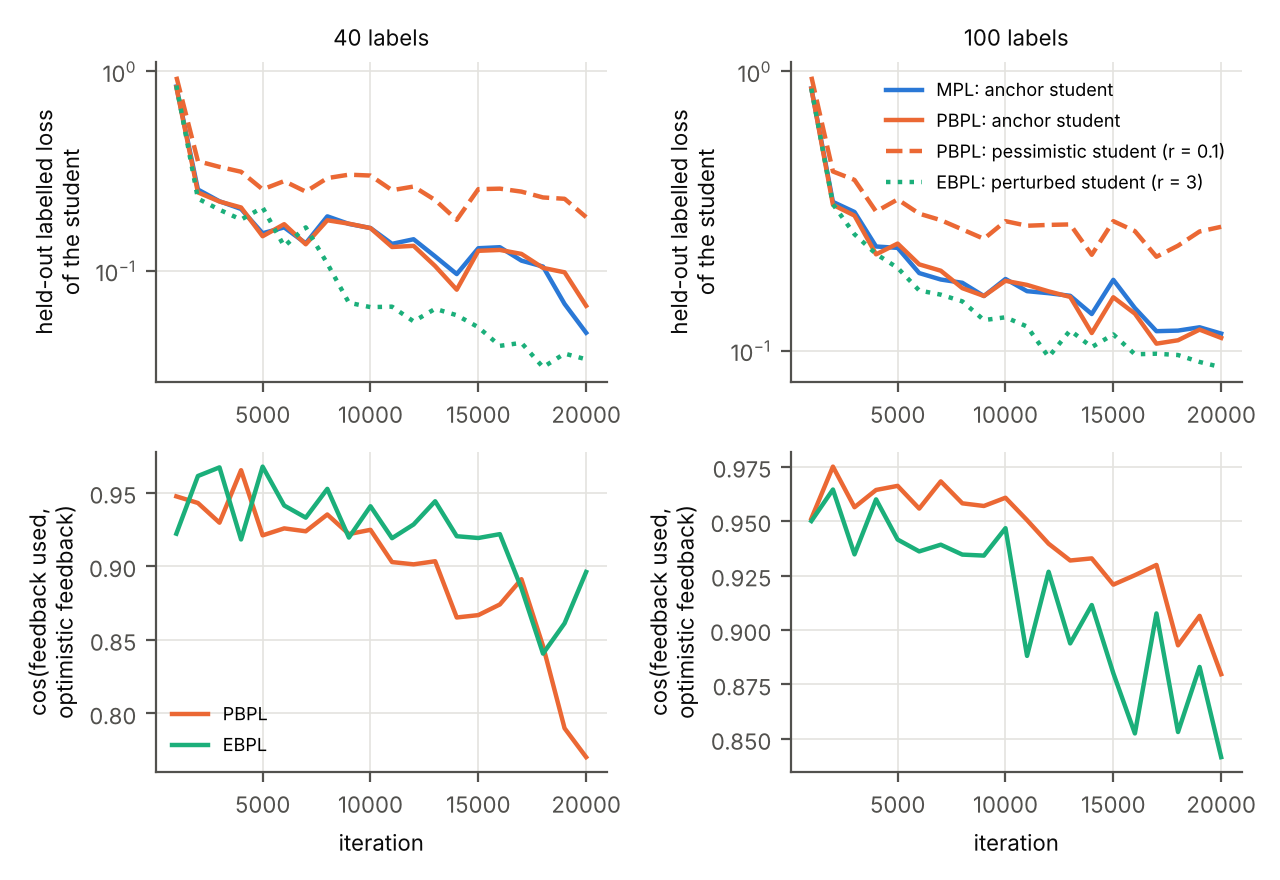 40 labels
held-out labelled loss
of the student
10⁰
10⁻¹
5000 10000 15000 20000
100 labels
held-out labelled loss
of the student
10⁰
10⁻¹
MPL: anchor student
PBPL: anchor student
PBPL: pessimistic student (r = 0.1)
EBPL: perturbed student (r = 3)
5000 10000 15000 20000
cos(feedback used,
optimistic feedback)
0.95
0.90
0.85
0.80
PBPL
EBPL
5000 10000 15000 20000
iteration
cos(feedback used,
optimistic feedback)
0.975
0.950
0.925
0.900
0.875
0.850
5000 10000 15000 20000
iteration